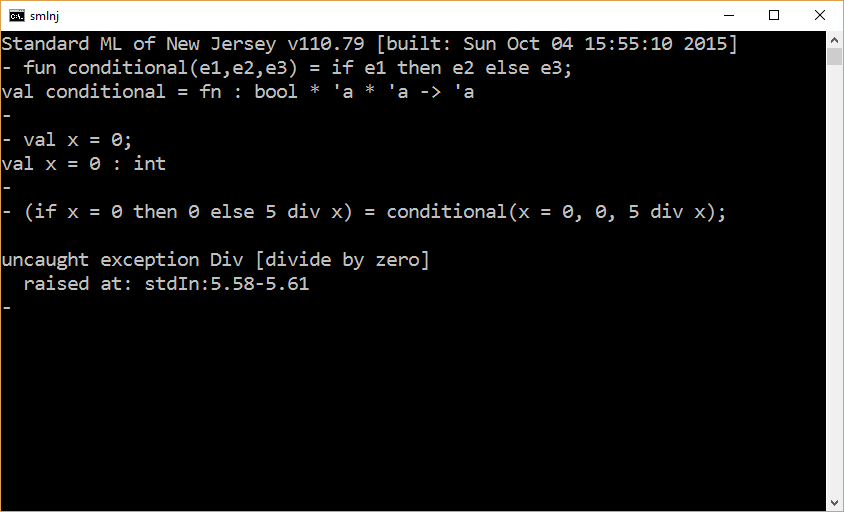 smlnj
Standard ML of New Jersey v110.79 [built: Sun Oct 04 15:55:10 2015]
- fun conditional(e1,e2,e3) = if e1 then e2 else e3;
val conditional = fn : bool * 'a * 'a -> 'a
-
- val x = 0;
val x = 0 : int
-
- (if x = 0 then 0 else 5 div x) = conditional(x = 0, 0, 5 div x);
uncaught exception Div [divide by zero]
  raised at: stdIn:5.58-5.61
-